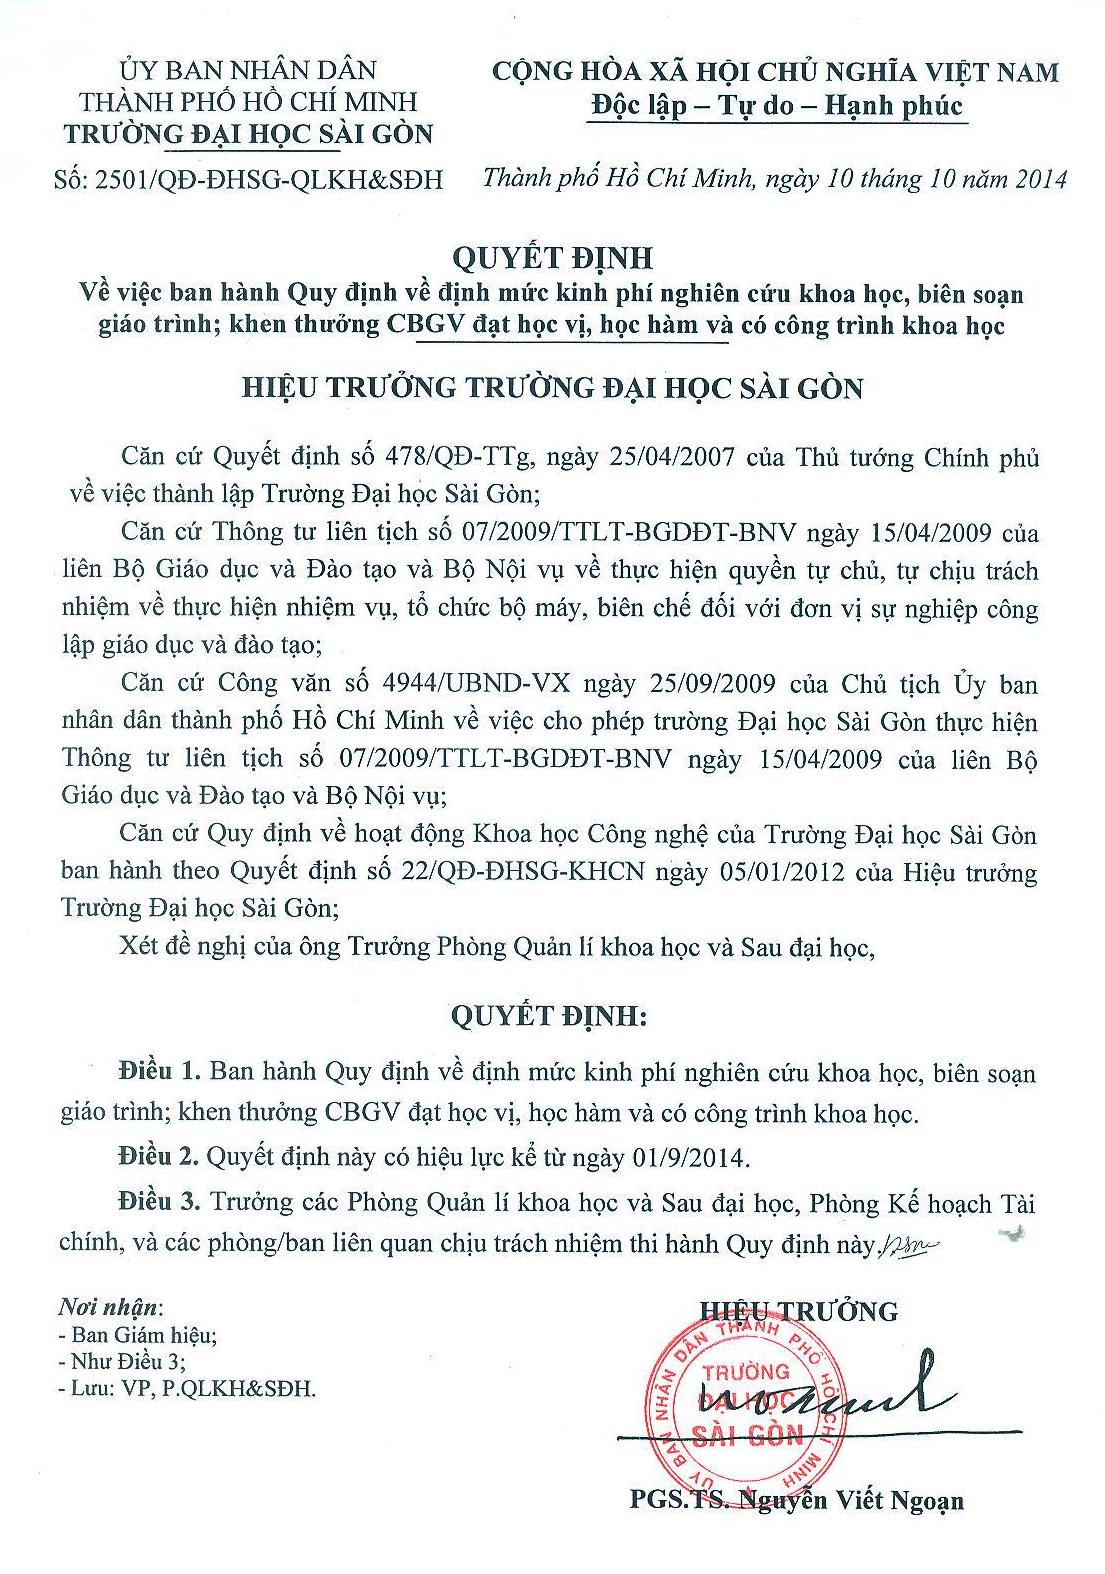 ỦY BAN NHÂN DÂN
THÀNH PHỐ HỒ CHÍ MINH
TRƯỜNG ĐẠI HỌC SÀI GÒN
Số: 2501/QĐ-ĐHSG-QLKH&SĐH
CỘNG HÒA XÃ HỘI CHỦ NGHĨA VIỆT NAM
Độc lập – Tự do – Hạnh phúc
Thành phố Hồ Chí Minh, ngày 10 tháng 10 năm 2014
QUYẾT ĐỊNH
Về việc ban hành Quy định về định mức kinh phí nghiên cứu khoa học, biên soạn
giáo trình; khen thưởng CBGV đạt học vị, học hàm và có công trình khoa học
HIỆU TRƯỞNG TRƯỜNG ĐẠI HỌC SÀI GÒN
Căn cứ Quyết định số 478/QĐ-TTg, ngày 25/04/2007 của Thủ tướng Chính phủ
về việc thành lập Trường Đại học Sài Gòn;
Căn cứ Thông tư liên tịch số 07/2009/TTLT-BGDĐT-BNV ngày 15/04/2009 của
liên Bộ Giáo dục và Đào tạo và Bộ Nội vụ về thực hiện quyền tự chủ, tự chịu trách
nhiệm về thực hiện nhiệm vụ, tổ chức bộ máy, biên chế đối với đơn vị sự nghiệp công
lập giáo dục và đào tạo;
Căn cứ Công văn số 4944/UBND-VX ngày 25/09/2009 của Chủ tịch Ủy ban
nhân dân thành phố Hồ Chí Minh về việc cho phép trường Đại học Sài Gòn thực hiện
Thông tư liên tịch số 07/2009/TTLT-BGDĐT-BNV ngày 15/04/2009 của liên Bộ
Giáo dục và Đào tạo và Bộ Nội vụ;
Căn cứ Quy định về hoạt động Khoa học Công nghệ của Trường Đại học Sài Gòn
ban hành theo Quyết định số 22/QĐ-ĐHSG-KHCN ngày 05/01/2012 của Hiệu trưởng
Trường Đại học Sài Gòn;
Xét đề nghị của ông Trưởng Phòng Quản lí khoa học và Sau đại học,
QUYẾT ĐỊNH:
Điều 1. Ban hành Quy định về định mức kinh phí nghiên cứu khoa học, biên soạn
giáo trình; khen thưởng CBGV đạt học vị, học hàm và có công trình khoa học.
Điều 2. Quyết định này có hiệu lực kể từ ngày 01/9/2014.
Điều 3. Trưởng các Phòng Quản lí khoa học và Sau đại học, Phòng Kế hoạch Tài
chính, và các phòng/ban liên quan chịu trách nhiệm thi hành Quy định này.
Nơi nhận:
- Ban Giám hiệu;
- Như Điều 3;
- Lưu: VP, P.QLKH&SĐH.
HIỆU TRƯỞNG
ỦY BAN NHÂN DÂN THÀNH PHỐ HỒ CHÍ MINH
TRƯỜNG
ĐẠI HỌC
SÀI GÒN
PGS.TS. Nguyễn Viết Ngoạn